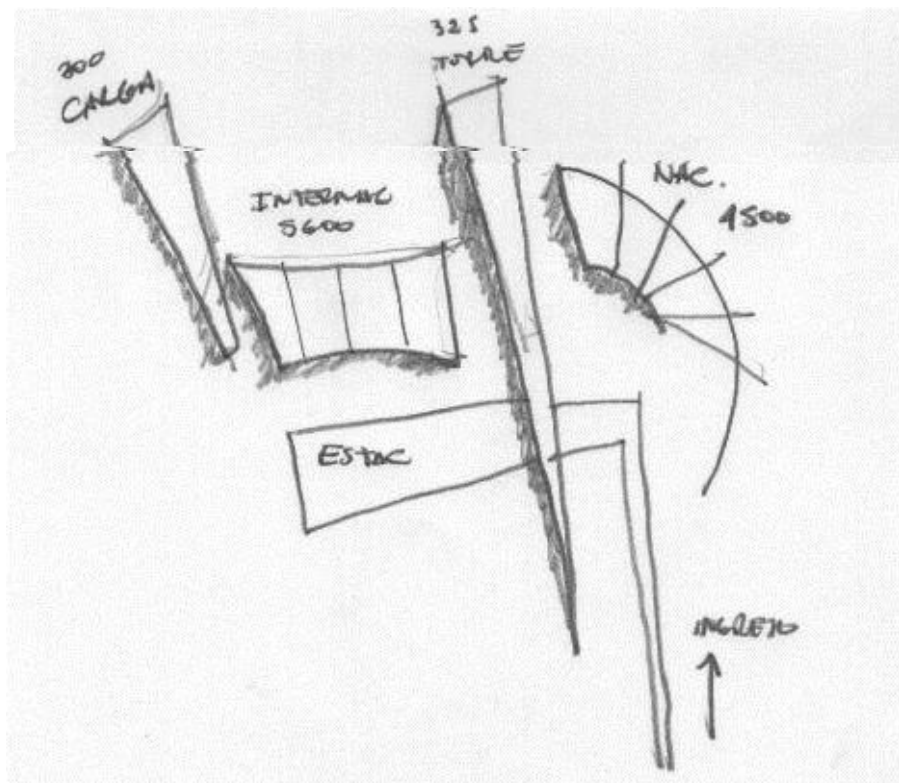 325
TORRE
300
CARGA
INTERNAC
5600
NAC.
4500
ESTAC
INGRESO